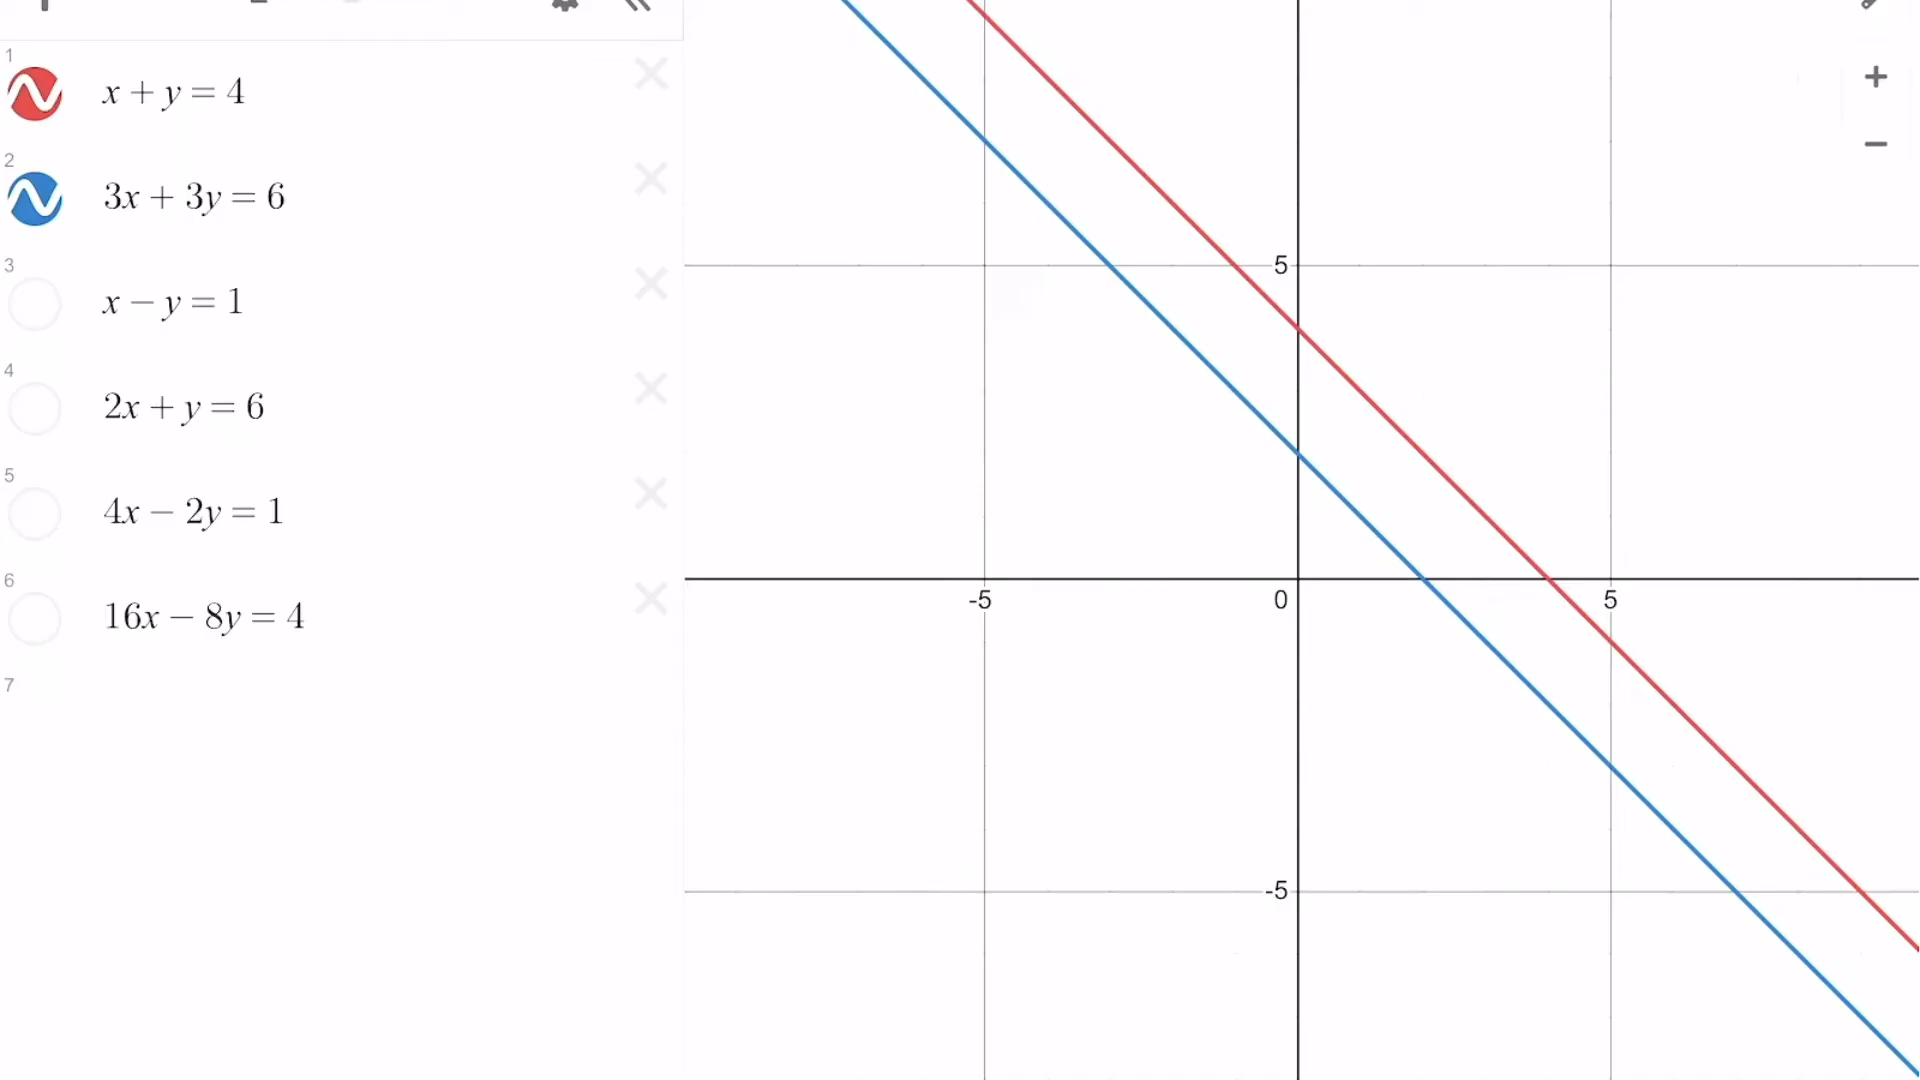 1
x + y = 4
2
3x + 3y = 6
3
x − y = 1
4
2x + y = 6
5
4x − 2y = 1
6
16x − 8y = 4
7
5
-5
0
5
-5